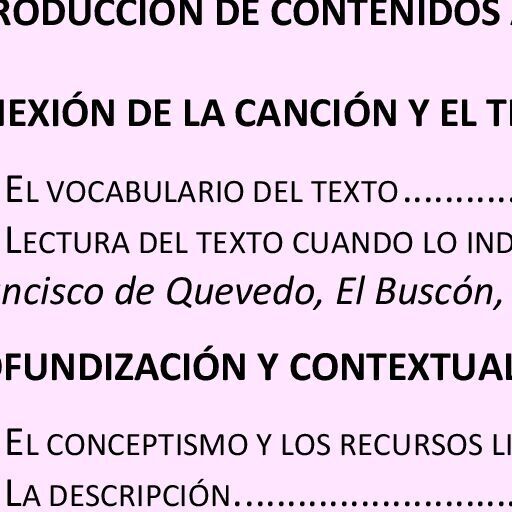 RODUCCIÓN DE CONTENIDOS
NEXIÓN DE LA CANCIÓN Y EL T
EL VOCABULARIO DEL TEXTO...........
LECTURA DEL TEXTO CUANDO LO IND
ncisco de Quevedo, El Buscón,
OFUNDIZACIÓN Y CONTEXTUAL
EL CONCEPTISMO Y LOS RECURSOS LI
LA DESCRIPCIÓN.....................